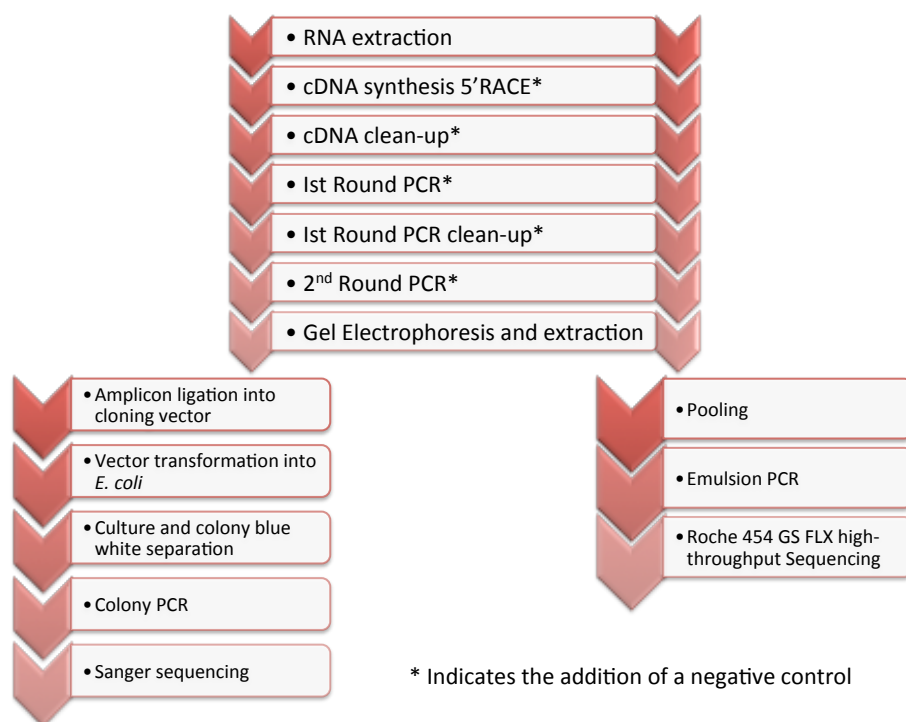 • RNA extraction
• cDNA synthesis 5’RACE*
• cDNA clean-up*
• Ist Round PCR*
• Ist Round PCR clean-up*
• 2nd Round PCR*
• Gel Electrophoresis and extraction
• Amplicon ligation into
cloning vector
• Vector transformation into
E. coli
• Culture and colony blue
white separation
• Colony PCR
• Sanger sequencing
• Pooling
• Emulsion PCR
• Roche 454 GS FLX high-
throughput Sequencing
* Indicates the addition of a negative control